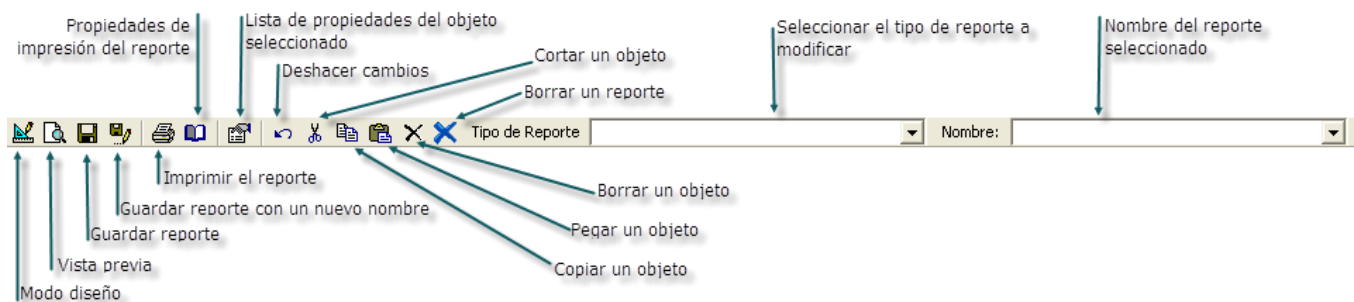 Propiedades de
impresión del reporte
Lista de propiedades del objeto
seleccionado
Deshacer cambios
Cortar un objeto
Borrar un reporte
Seleccionar el tipo de reporte a
modificar
Nombre del reporte
seleccionado
Tipo de Reporte
Nombre:
Imprimir el reporte
Guardar reporte con un nuevo nombre
Guardar reporte
Vista previa
Modo diseño
Borrar un objeto
Pegar un objeto
Copiar un objeto